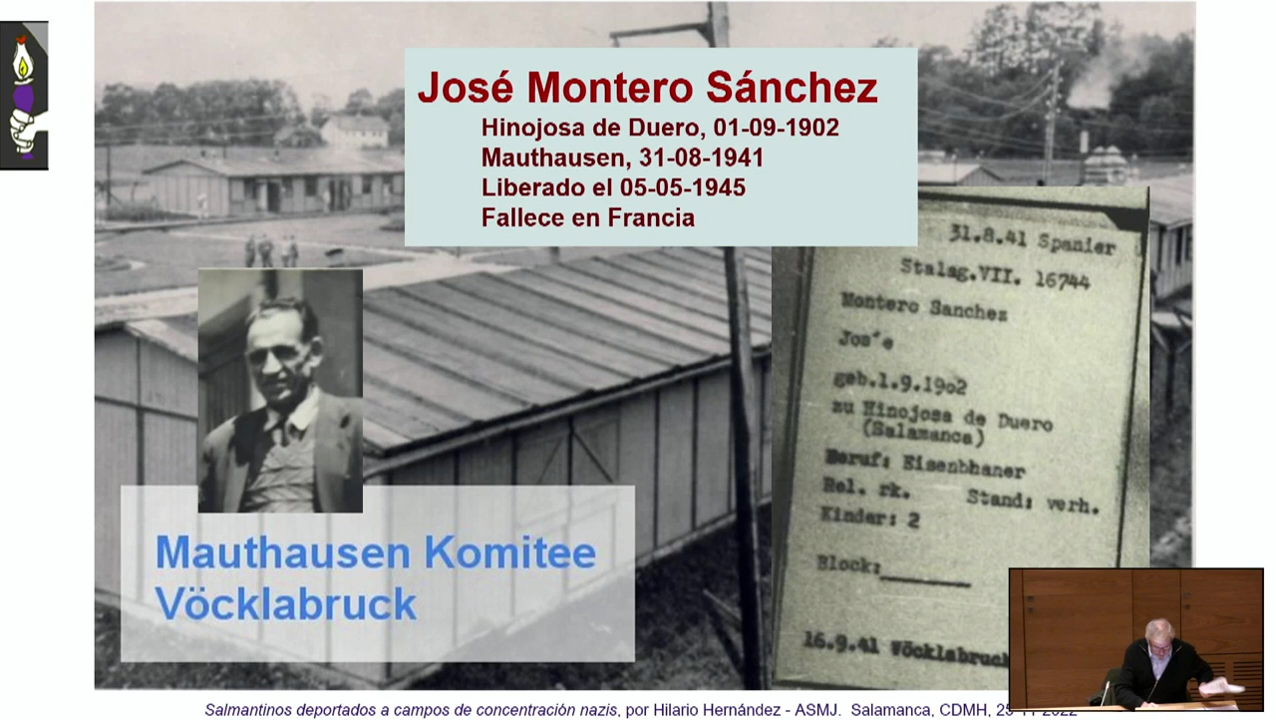 José Montero Sánchez
Hinojosa de Duero, 01-09-1902
Mauthausen, 31-08-1941
Liberado el 05-05-1945
Fallece en Francia
31.8.41 Spanier
Stalag.VII. 16744
Montero Sanchez
Jos´e
geb.1.9.19o2
zu Hinojosa de Duero
(Salamanca)
Beruf: Eisenbhaner
Rel. rk. Stand: verh.
Kinder: 2
Block:
16.9.41 Vöcklabruck
Mauthausen Komitee
Vöcklabruck
Salmantinos deportados a campos de concentración nazis, por Hilario Hernández - ASMJ. Salamanca, CDMH, 2022